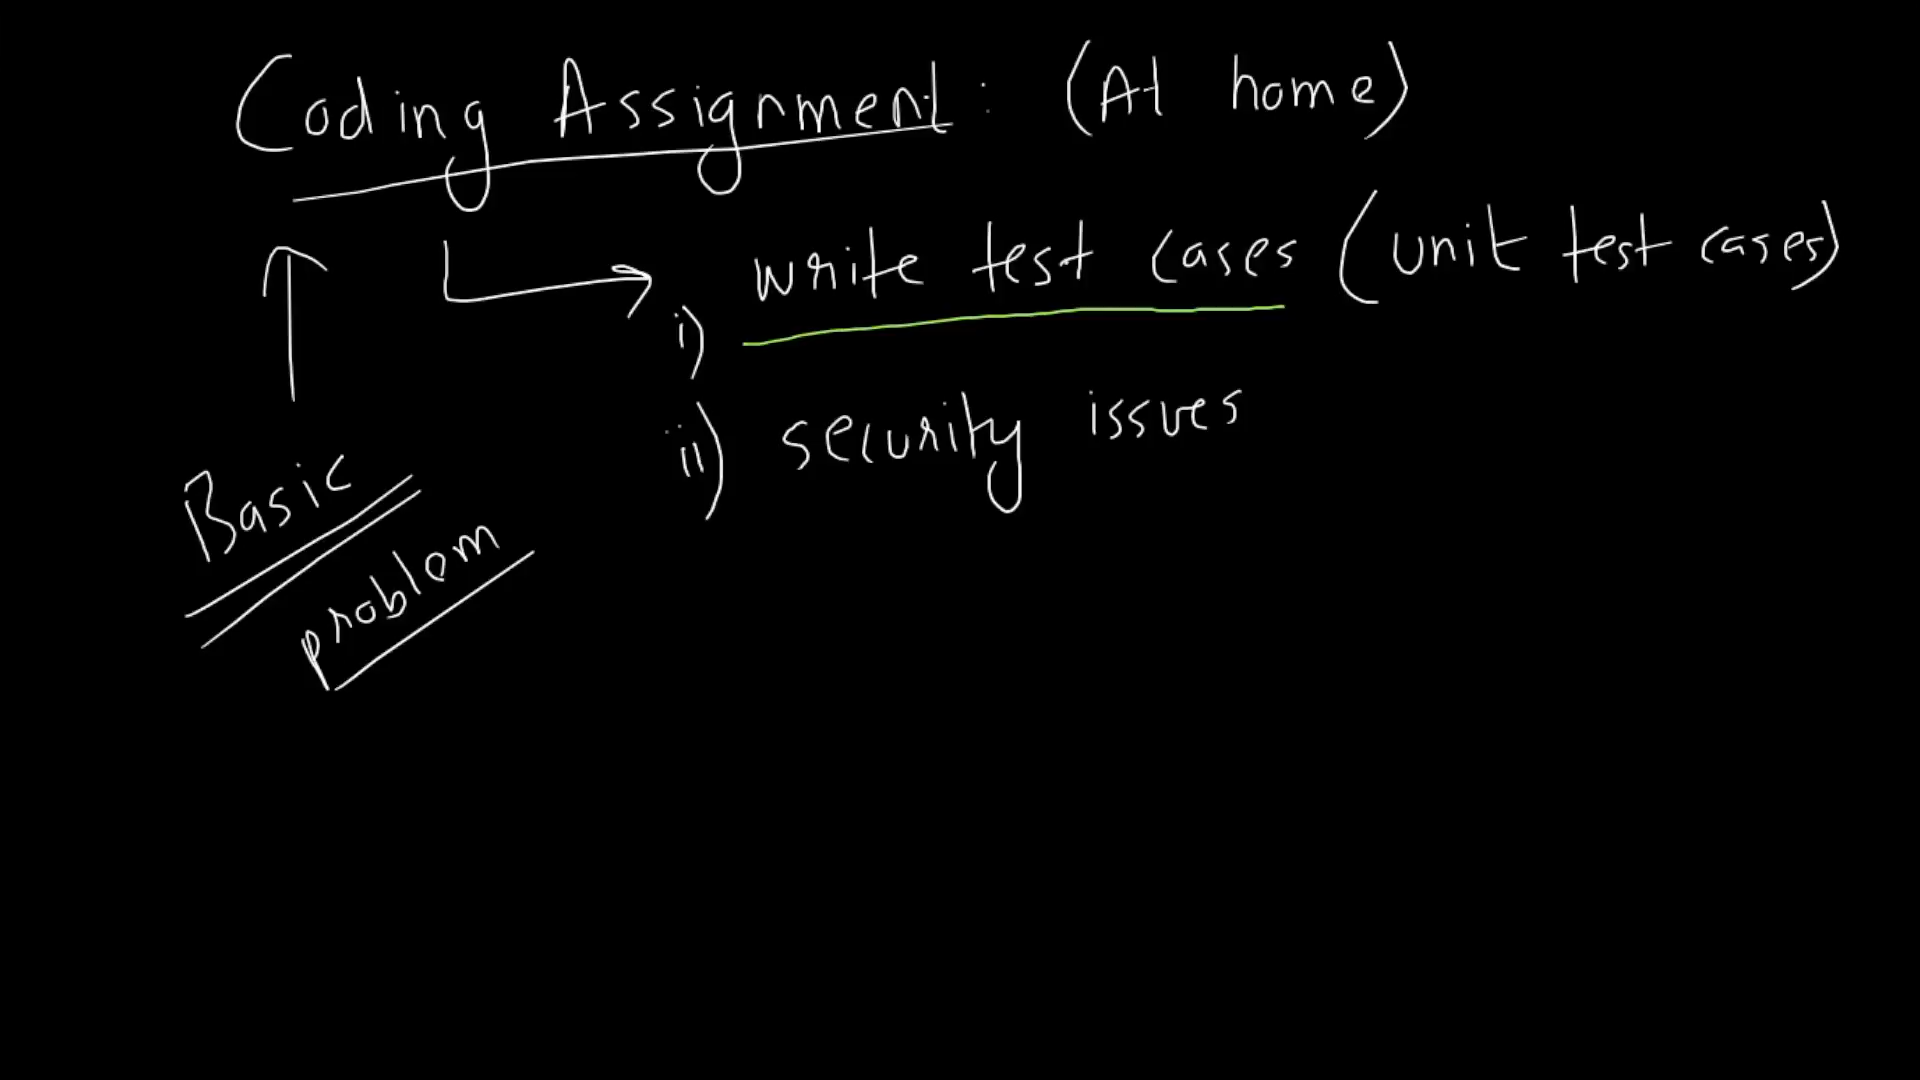 Coding Assignment: (At home)
i) write test cases (unit test cases)
ii) security issues
Basic
problem